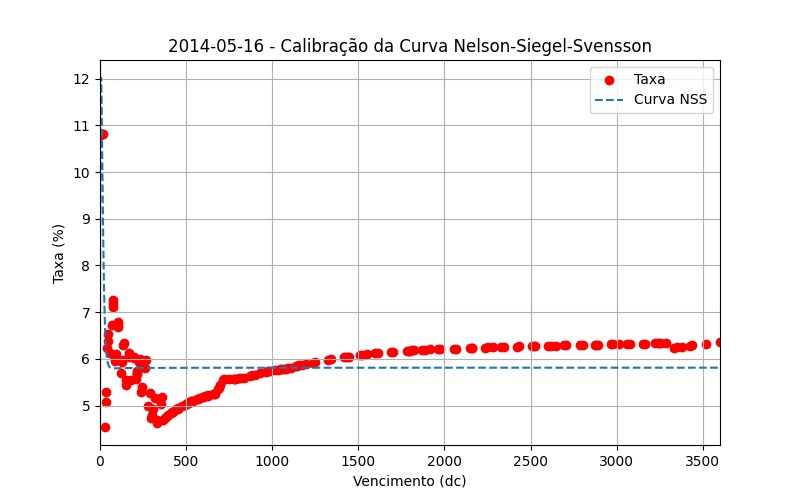 2014-05-16 - Calibração da Curva Nelson-Siegel-Svensson
Taxa
Curva NSS
Taxa (%)
12
11
10
9
8
7
6
5
0 500 1000 1500 2000 2500 3000 3500
Vencimento (dc)